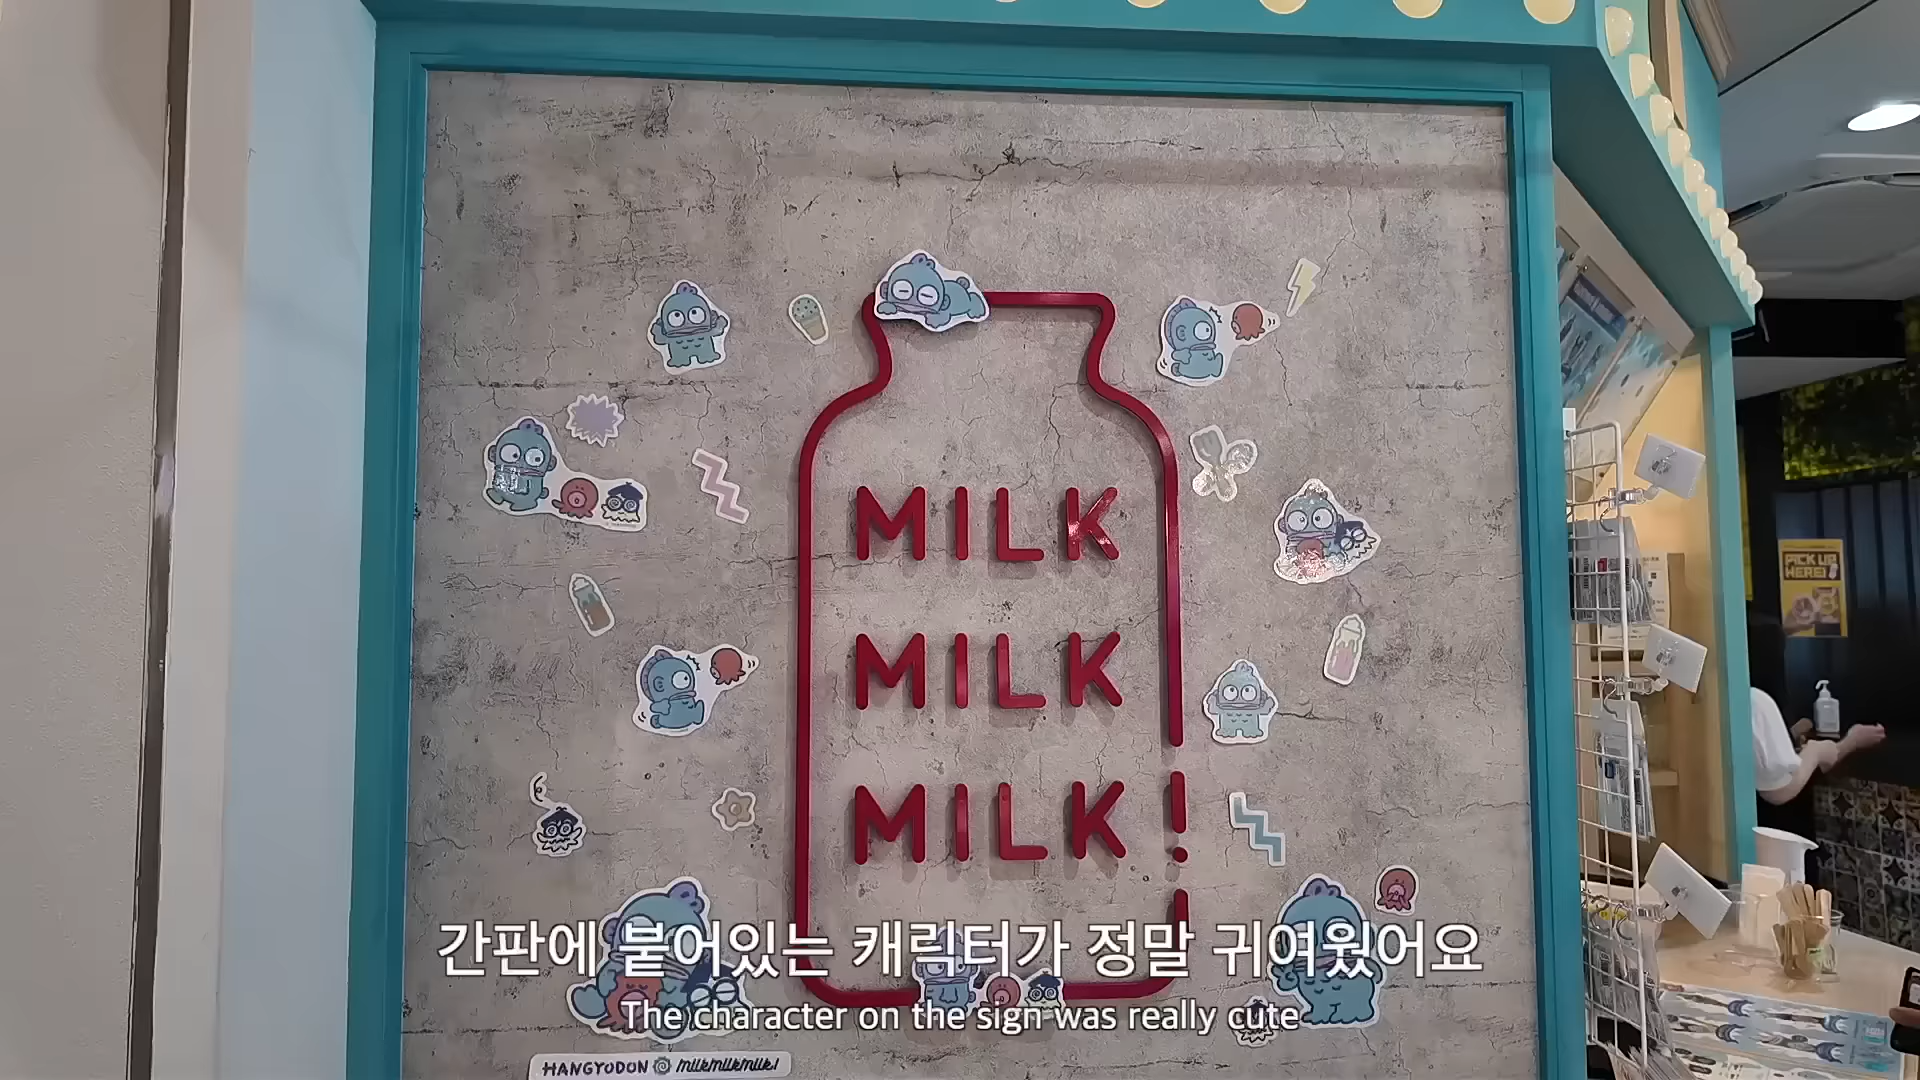 MILK
MILK
MILK!
PICK UP
HERE!
간판에 붙어있는 캐릭터가 정말 귀여웠어요
The character on the sign was really cute
HANGYODON milkmilkmilk!